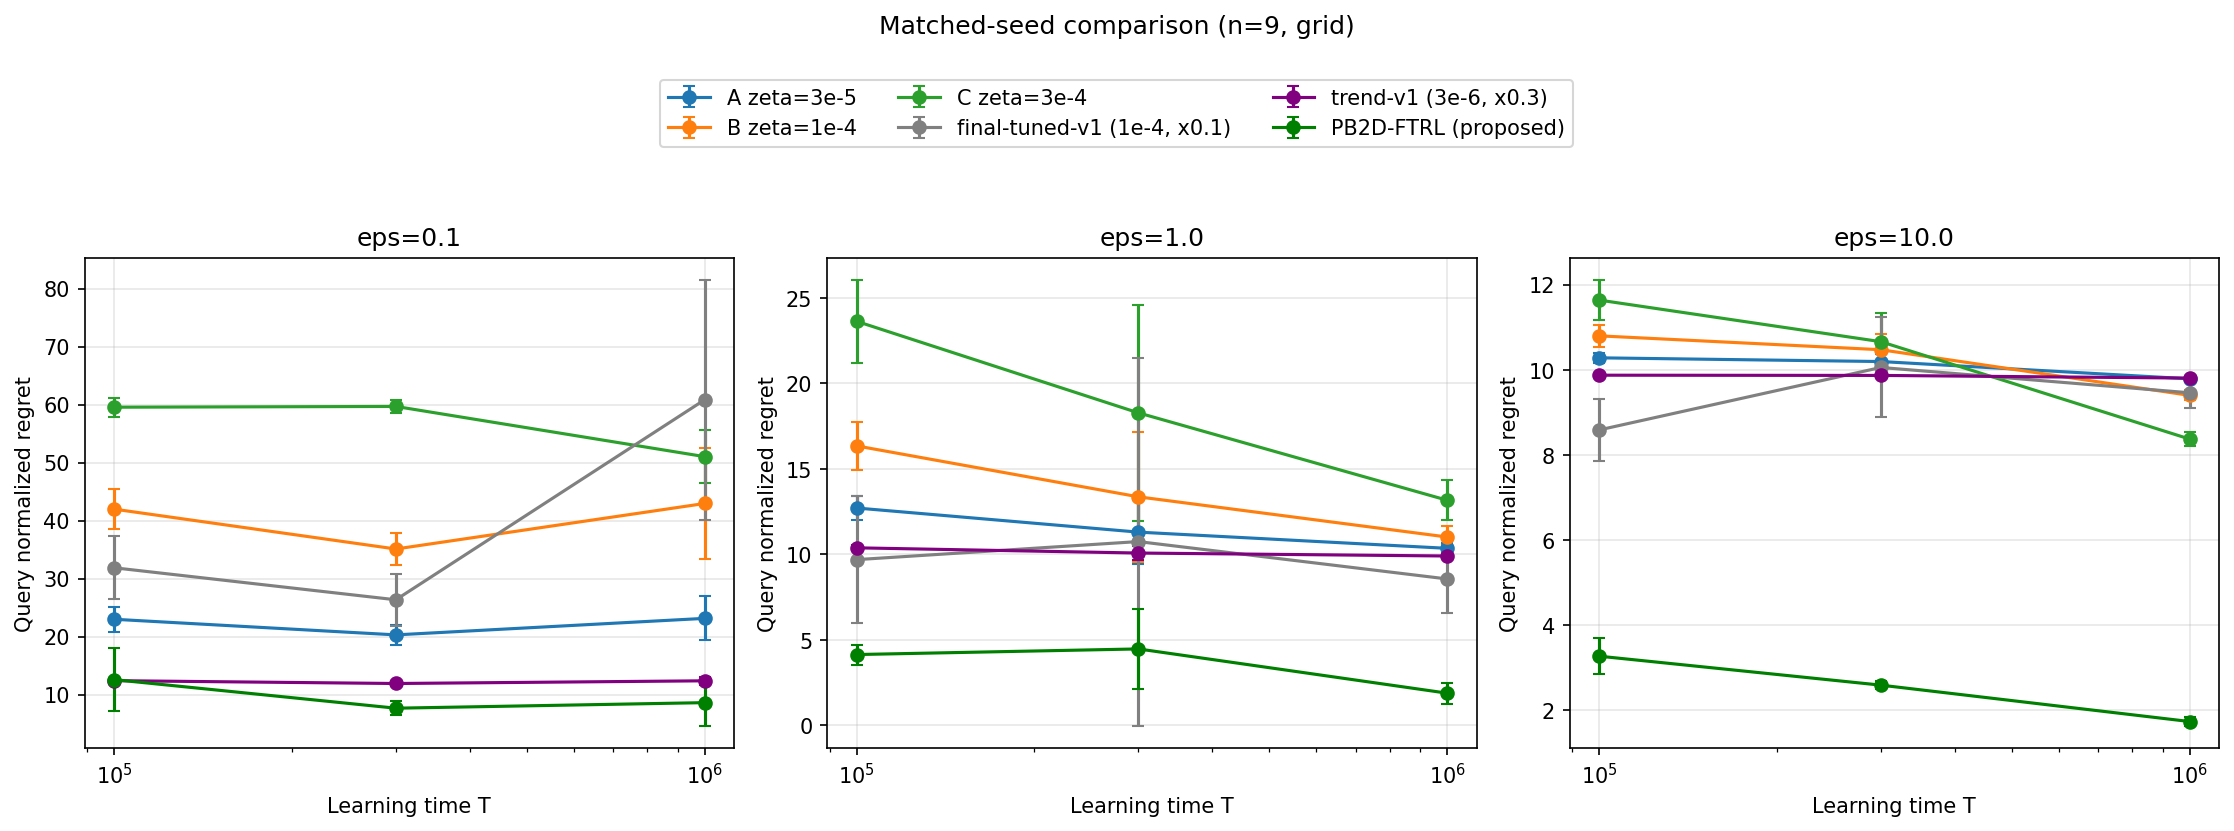 Matched-seed comparison (n=9, grid)
A zeta=3e-5
B zeta=1e-4
C zeta=3e-4
final-tuned-v1 (1e-4, x0.1)
trend-v1 (3e-6, x0.3)
PB2D-FTRL (proposed)
eps=0.1
Query normalized regret
80
70
60
50
40
30
20
10
10⁵
10⁶
Learning time T
eps=1.0
Query normalized regret
25
20
15
10
5
0
10⁵
10⁶
Learning time T
eps=10.0
Query normalized regret
12
10
8
6
4
2
10⁵
10⁶
Learning time T